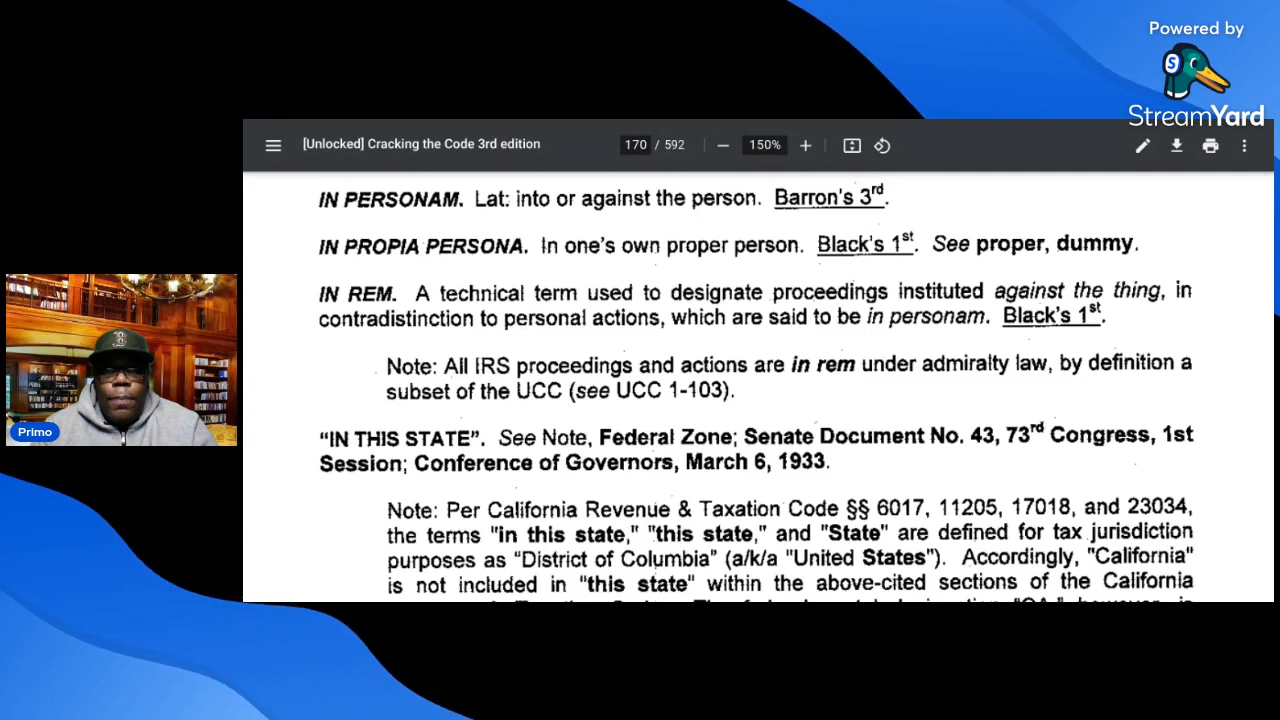 Powered by
StreamYard
[Unlocked] Cracking the Code 3rd edition
170 / 592
150%
IN PERSONAM. Lat: into or against the person. Barron's 3rd.
IN PROPIA PERSONA. In one's own proper person. Black's 1st. See proper, dummy.
IN REM. A technical term used to designate proceedings instituted against the thing, in
contradistinction to personal actions, which are said to be in personam. Black's 1st.
Note: All IRS proceedings and actions are in rem under admiralty law, by definition a
subset of the UCC (see UCC 1-103).
"IN THIS STATE". See Note, Federal Zone; Senate Document No. 43, 73rd Congress, 1st
Session; Conference of Governors, March 6, 1933.
Note: Per California Revenue & Taxation Code §§ 6017, 11205, 17018, and 23034,
the terms "in this state," "this state," and "State" are defined for tax jurisdiction
purposes as "District of Columbia" (a/k/a "United States"). Accordingly, "California"
is not included in "this state" within the above-cited sections of the California
Primo